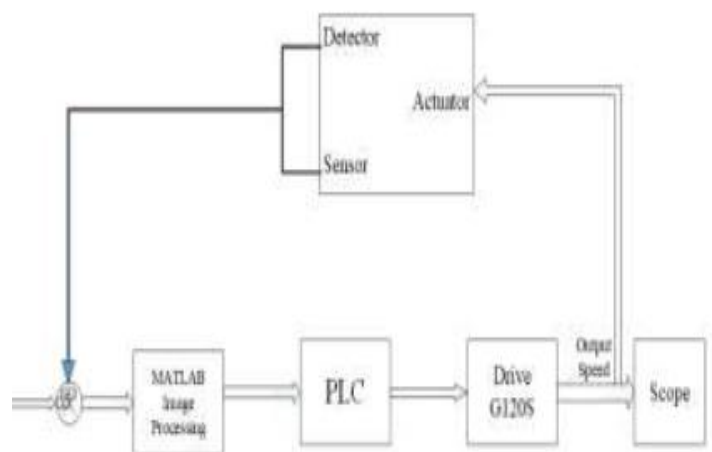 Detector
Actuator
Sensor
MATLAB
Image
Processing
PLC
Drive
G120S
Output
Speed
Scope